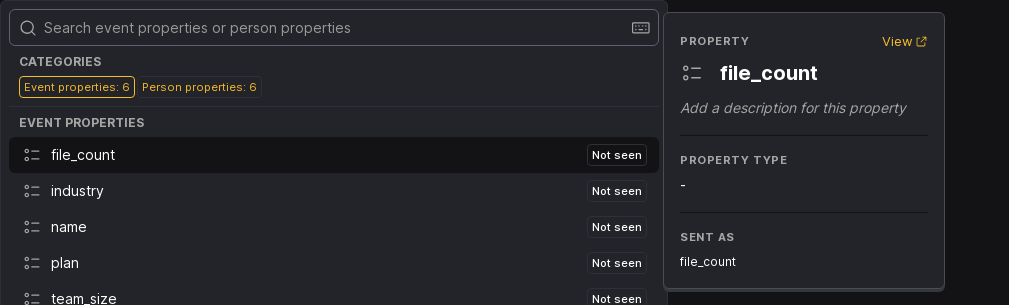 Search event properties or person properties
CATEGORIES
Event properties: 6
Person properties: 6
EVENT PROPERTIES
file_count
Not seen
industry
Not seen
name
Not seen
plan
Not seen
team_size
Not seen
PROPERTY
View
file_count
Add a description for this property
PROPERTY TYPE
-
SENT AS
file_count